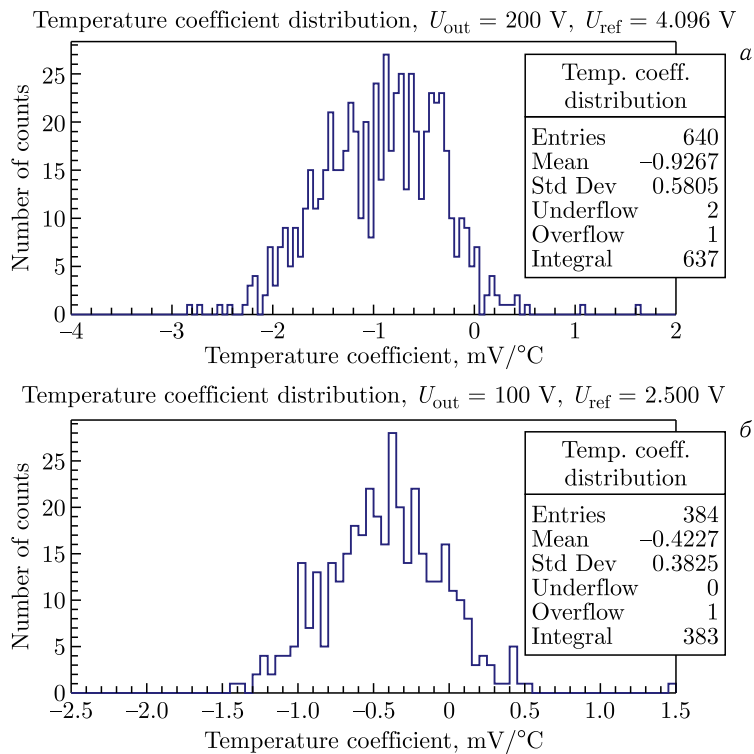 Temperature coefficient distribution, U_out = 200 V, U_ref = 4.096 V
а
Number of counts
25
20
15
10
5
0
Temp. coeff.
distribution
Entries 640
Mean –0.9267
Std Dev 0.5805
Underflow 2
Overflow 1
Integral 637
–4 –3 –2 –1 0 1 2
Temperature coefficient, mV/°C
Temperature coefficient distribution, U_out = 100 V, U_ref = 2.500 V
б
Number of counts
25
20
15
10
5
0
Temp. coeff.
distribution
Entries 384
Mean –0.4227
Std Dev 0.3825
Underflow 0
Overflow 1
Integral 383
–2.5 –2.0 –1.5 –1.0 –0.5 0 0.5 1.0 1.5
Temperature coefficient, mV/°C